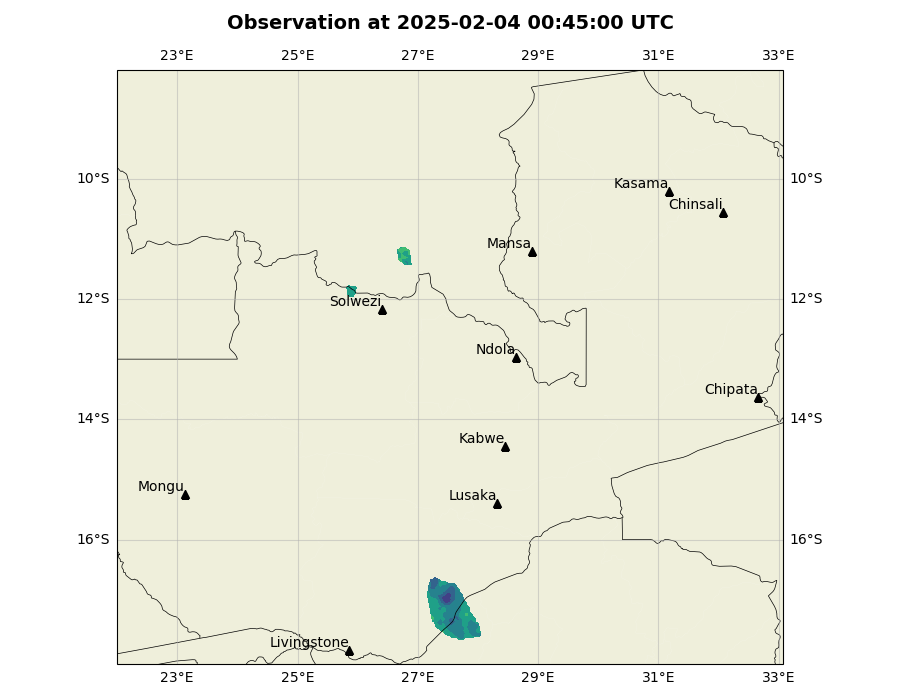 Observation at 2025-02-04 00:45:00 UTC
23°E 25°E 27°E 29°E 31°E 33°E
10°S 10°S
Kasama
Chinsali
Mansa
12°S 12°S
Solwezi
Ndola
Chipata
14°S 14°S
Kabwe
Mongu
Lusaka
16°S 16°S
Livingstone
23°E 25°E 27°E 29°E 31°E 33°E